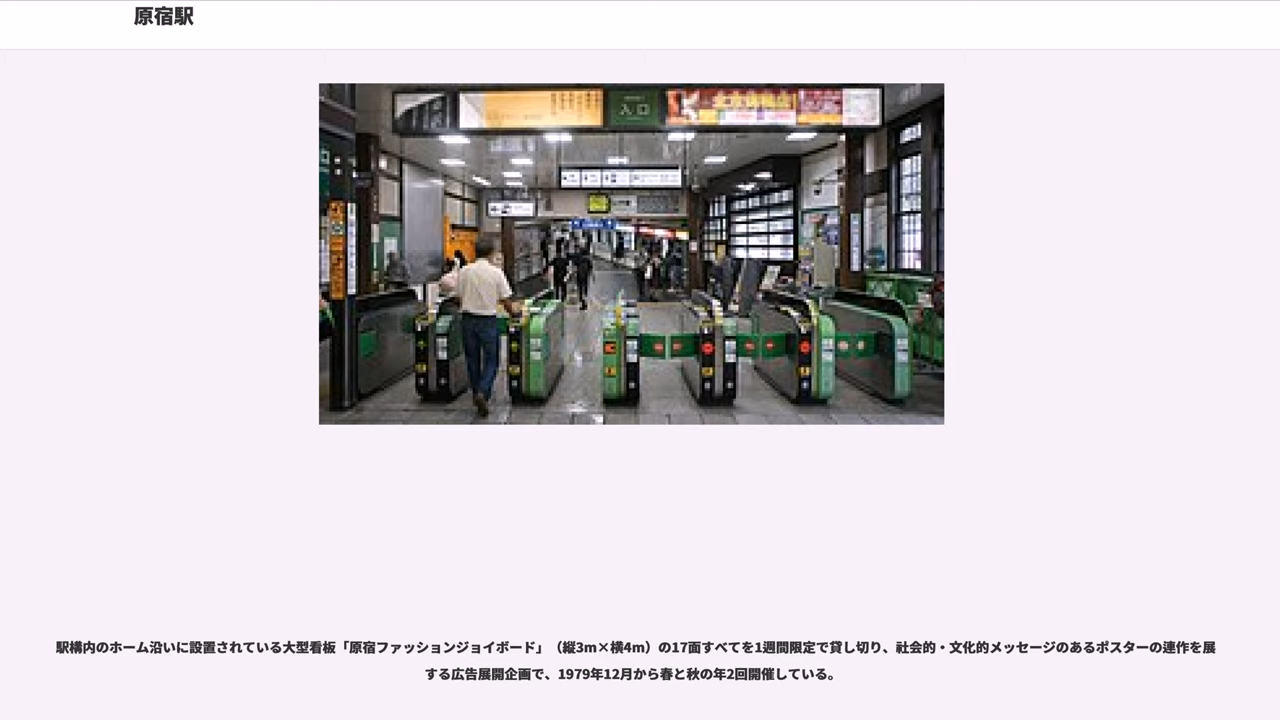 原宿駅
入口
駅構内のホーム沿いに設置されている大型看板「原宿ファッションジョイボード」（縦3m×横4m）の17面すべてを1週間限定で貸し切り、社会的・文化的メッセージのあるポスターの連作を展
する広告展開企画で、1979年12月から春と秋の年2回開催している。